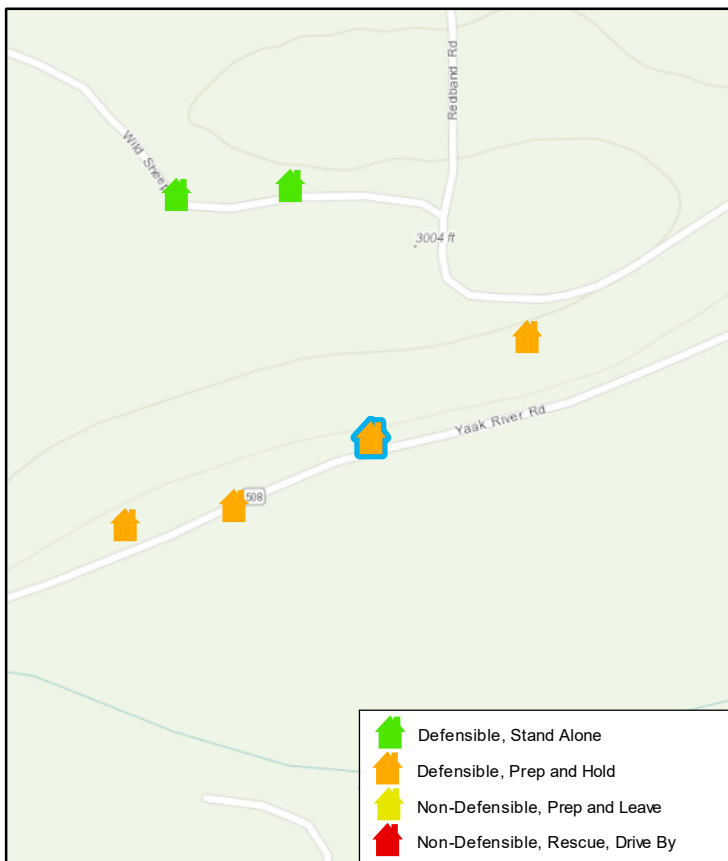 Redband Rd
Wild Sheep
3004 ft
Yaak River Rd
508
Defensible, Stand Alone
Defensible, Prep and Hold
Non-Defensible, Prep and Leave
Non-Defensible, Rescue, Drive By